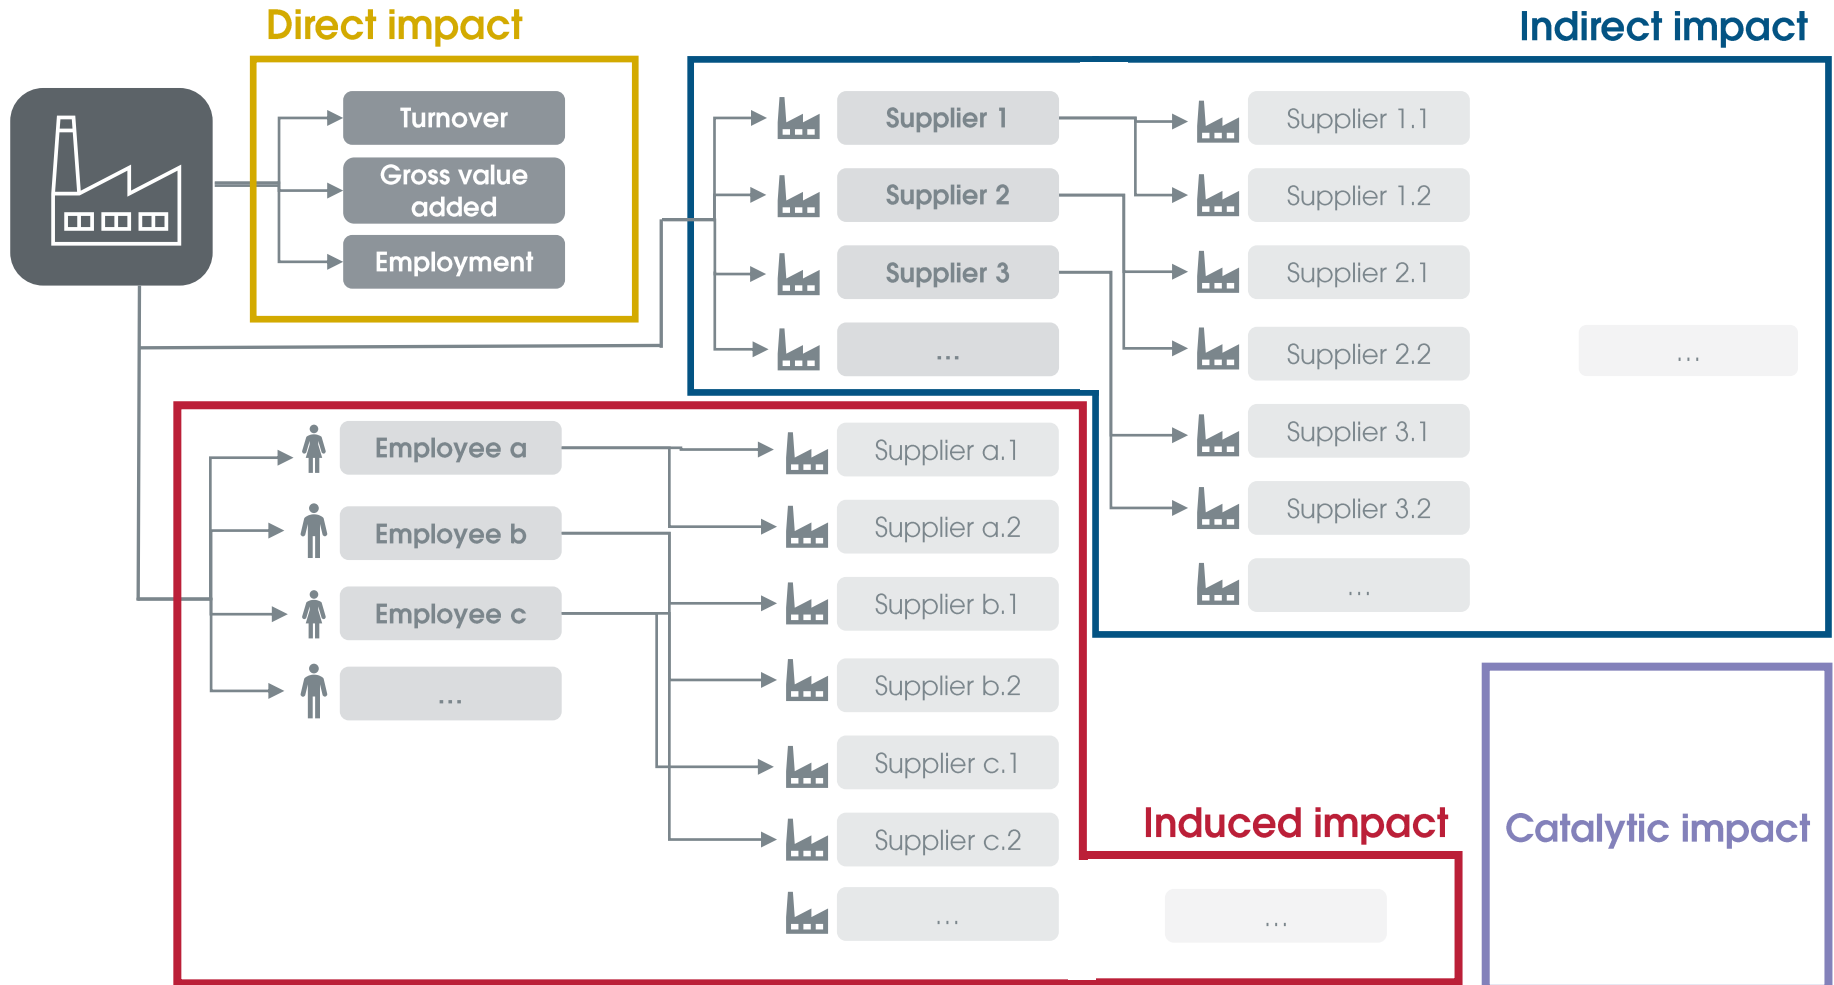 Direct impact
Indirect impact
Turnover
Gross value
added
Employment
Supplier 1
Supplier 2
Supplier 3
...
Supplier 1.1
Supplier 1.2
Supplier 2.1
Supplier 2.2
Supplier 3.1
Supplier 3.2
...
...
Employee a
Employee b
Employee c
...
Supplier a.1
Supplier a.2
Supplier b.1
Supplier b.2
Supplier c.1
Supplier c.2
...
Induced impact
...
Catalytic impact